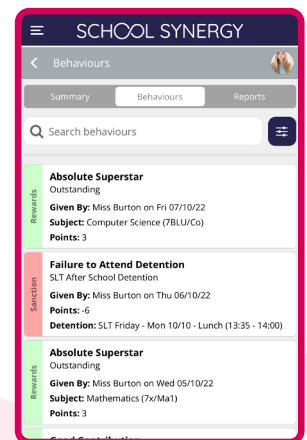 SCHOOL SYNERGY
Behaviours
Summary
Behaviours
Reports
Search behaviours
Rewards
Absolute Superstar
Outstanding
Given By: Miss Burton on Fri 07/10/22
Subject: Computer Science (7BLU/Co)
Points: 3
Sanction
Failure to Attend Detention
SLT After School Detention
Given By: Miss Burton on Thu 06/10/22
Points: -6
Detention: SLT Friday - Mon 10/10 - Lunch (13:35 - 14:00)
Rewards
Absolute Superstar
Outstanding
Given By: Miss Burton on Wed 05/10/22
Subject: Mathematics (7x/Ma1)
Points: 3
Good Contribution